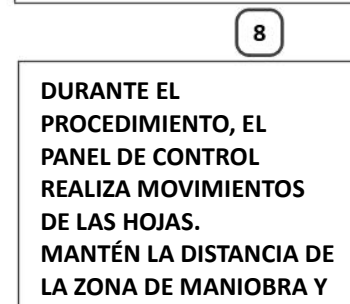 8
DURANTE EL
PROCEDIMIENTO, EL
PANEL DE CONTROL
REALIZA MOVIMIENTOS
DE LAS HOJAS.
MANTÉN LA DISTANCIA DE
LA ZONA DE MANIOBRA Y